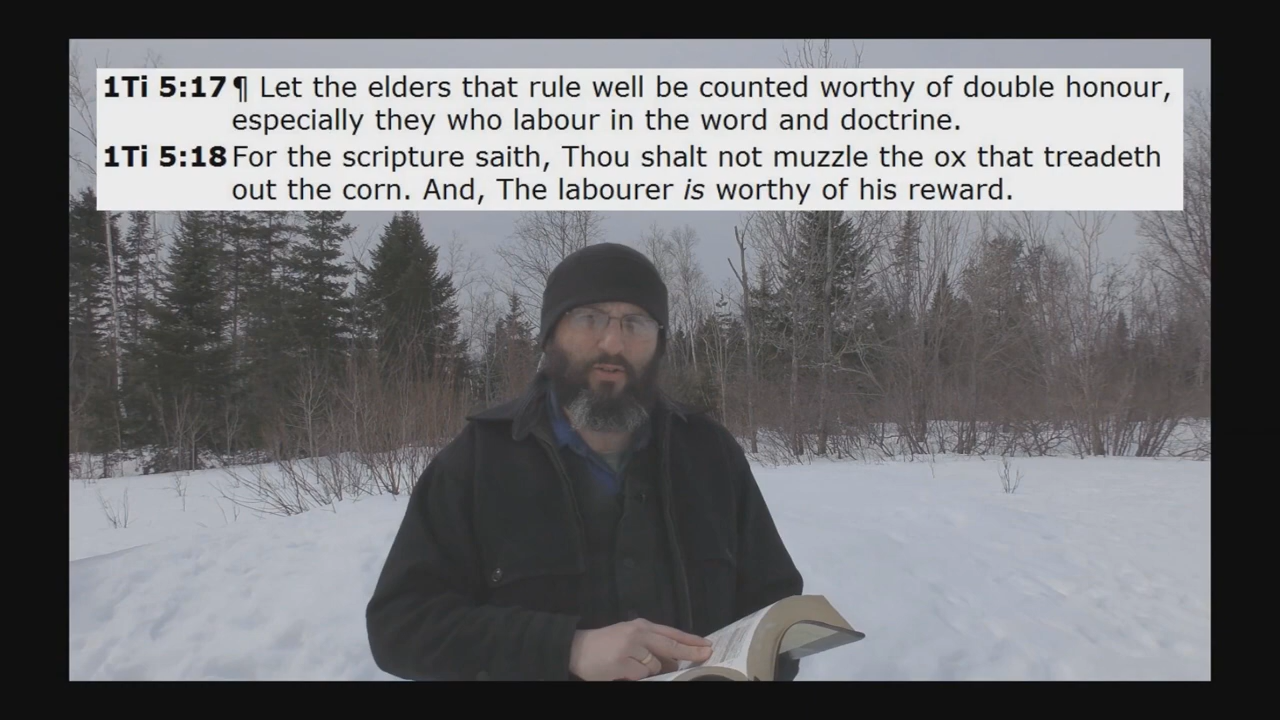 1Ti 5:17 ¶ Let the elders that rule well be counted worthy of double honour,
especially they who labour in the word and doctrine.
1Ti 5:18 For the scripture saith, Thou shalt not muzzle the ox that treadeth
out the corn. And, The labourer is worthy of his reward.